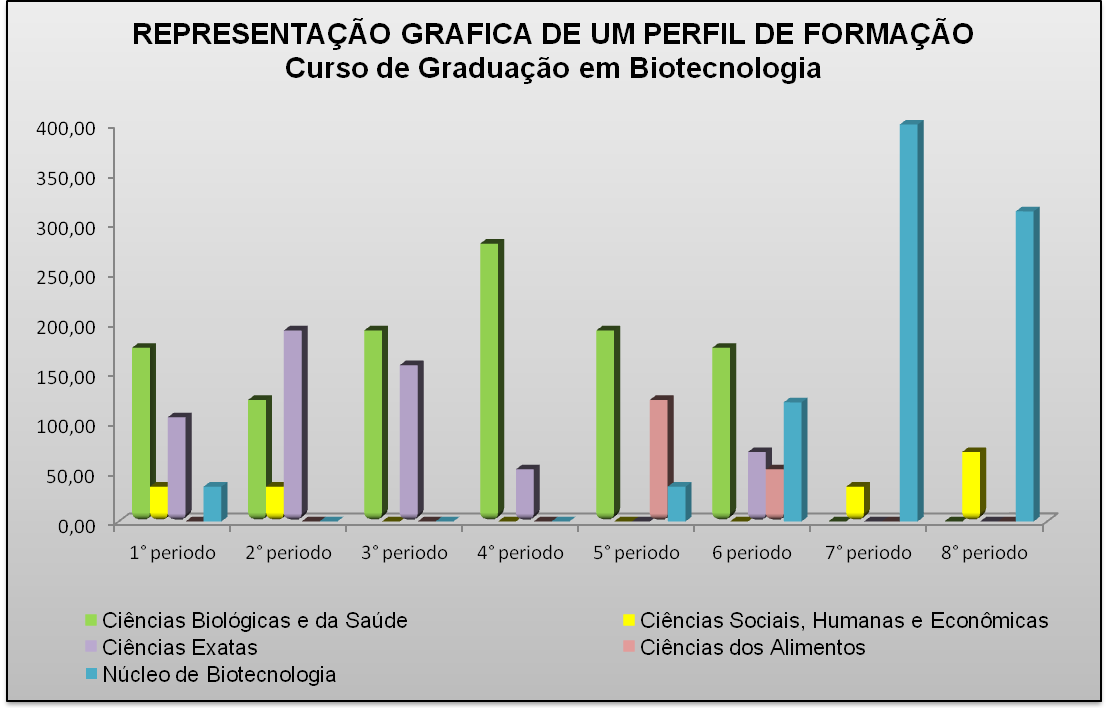 REPRESENTAÇÃO GRAFICA DE UM PERFIL DE FORMAÇÃO
Curso de Graduação em Biotecnologia
400,00
350,00
300,00
250,00
200,00
150,00
100,00
50,00
0,00
1° periodo 2° periodo 3° periodo 4° periodo 5° periodo 6 periodo 7° periodo 8° periodo
Ciências Biológicas e da Saúde Ciências Sociais, Humanas e Econômicas
Ciências Exatas Ciências dos Alimentos
Núcleo de Biotecnologia